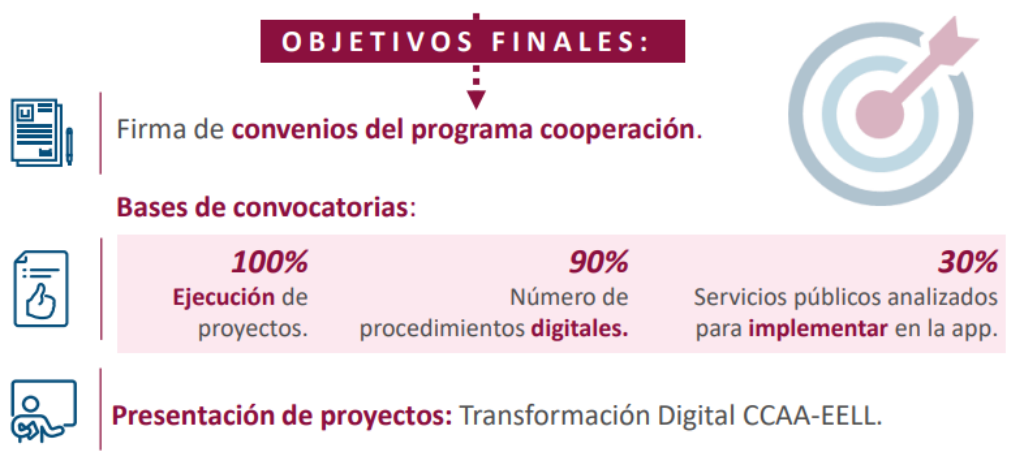 OBJETIVOS FINALES:
Firma de convenios del programa cooperación.
Bases de convocatorias:
100%
Ejecución de
proyectos.
90%
Número de
procedimientos digitales.
30%
Servicios públicos analizados
para implementar en la app.
Presentación de proyectos: Transformación Digital CCAA-EELL.